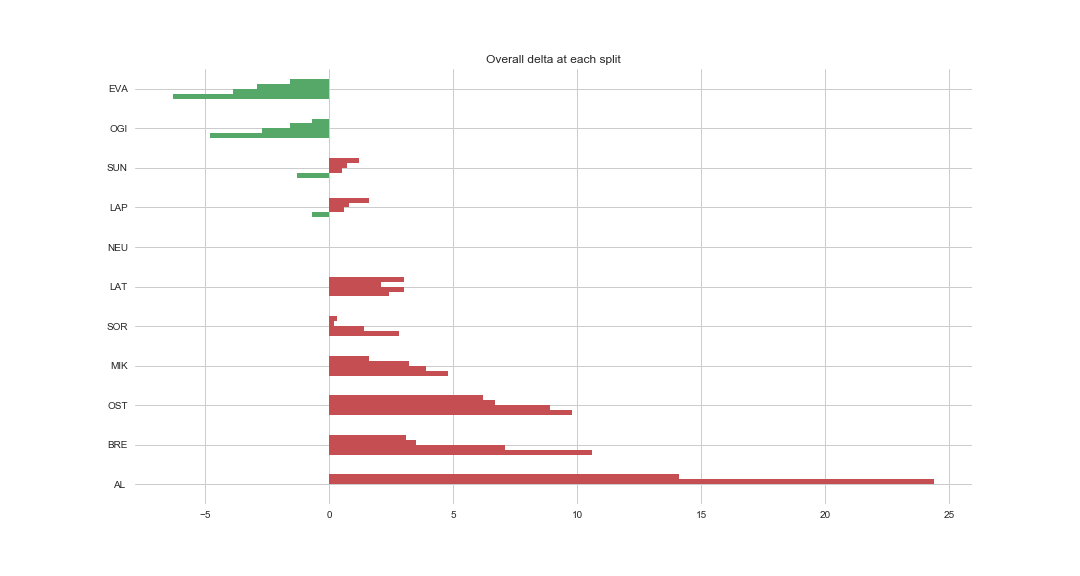 Overall delta at each split
EVA
OGI
SUN
LAP
NEU
LAT
SOR
MIK
OST
BRE
AL
−5 0 5 10 15 20 25